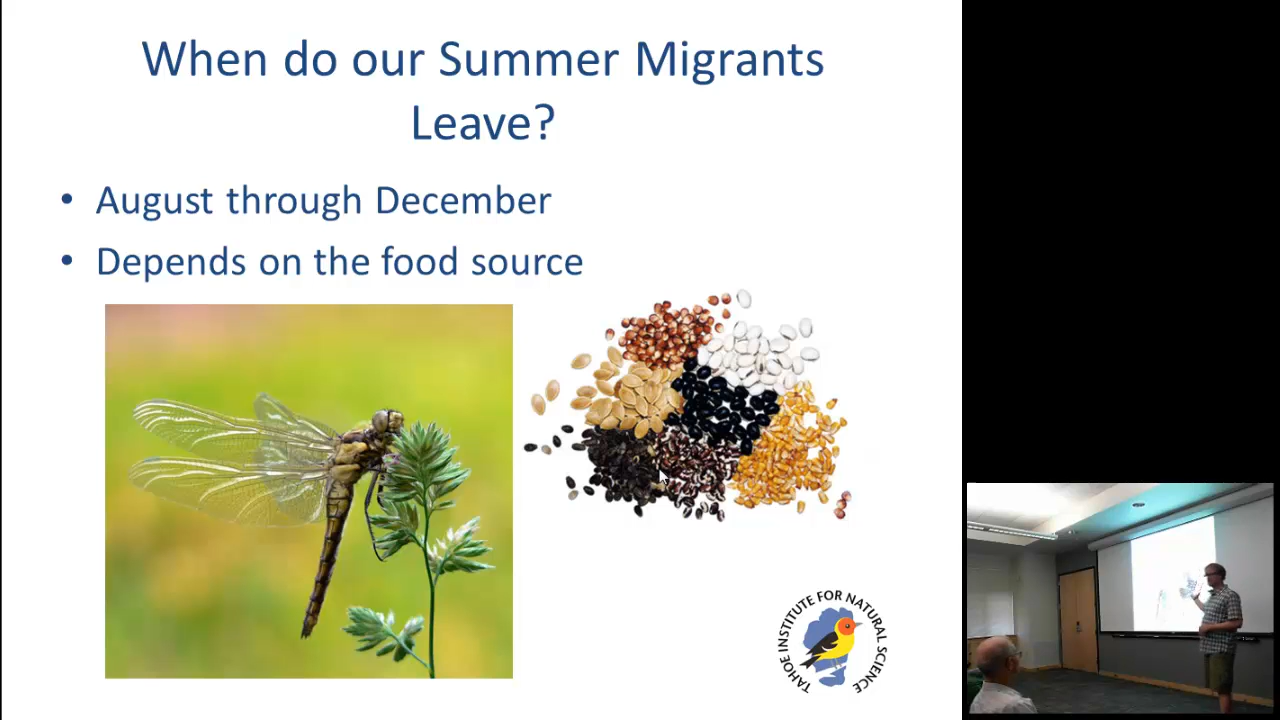 When do our Summer Migrants
Leave?
• August through December
• Depends on the food source
TAHOE INSTITUTE FOR NATURAL SCIENCE